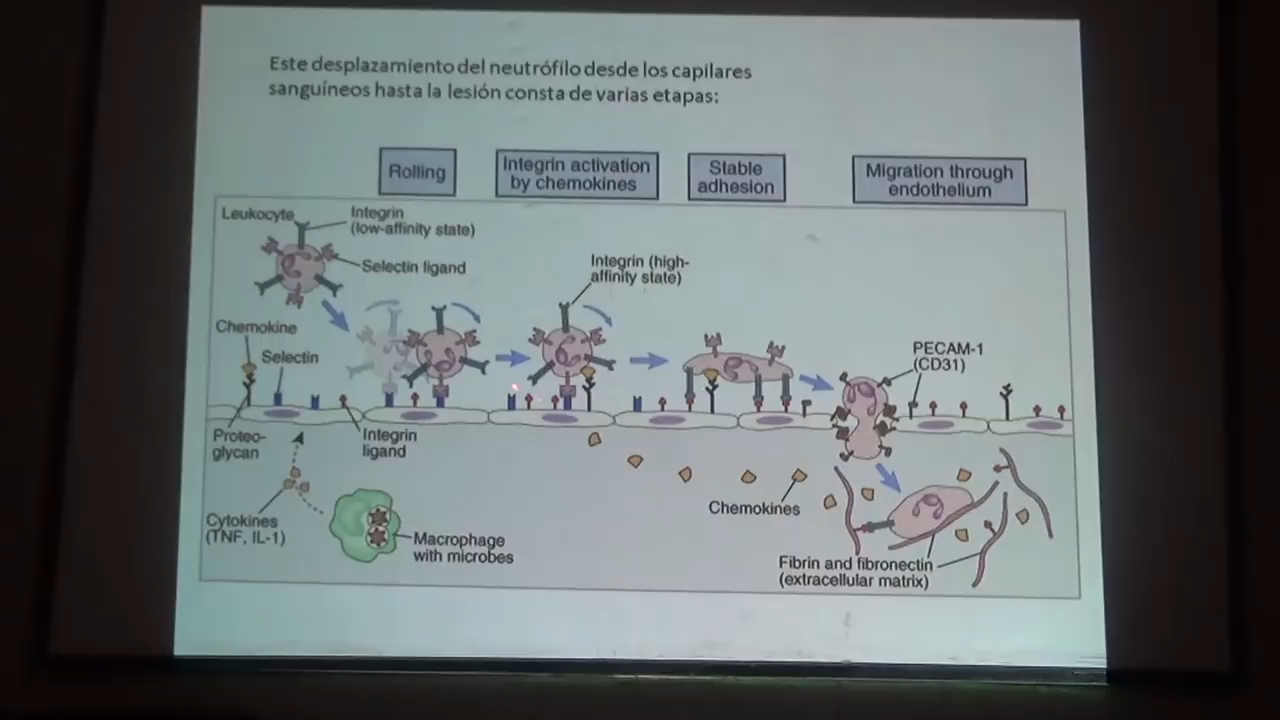 Este desplazamiento del neutrófilo desde los capilares
sanguíneos hasta la lesión consta de varias etapas:
Rolling
Integrin activation
by chemokines
Stable
adhesion
Migration through
endothelium
Leukocyte
Integrin
(low-affinity state)
Selectin ligand
Integrin (high-
affinity state)
Chemokine
Selectin
PECAM-1
(CD31)
Proteo-
glycan
Integrin
ligand
Cytokines
(TNF, IL-1)
Macrophage
with microbes
Chemokines
Fibrin and fibronectin
(extracellular matrix)